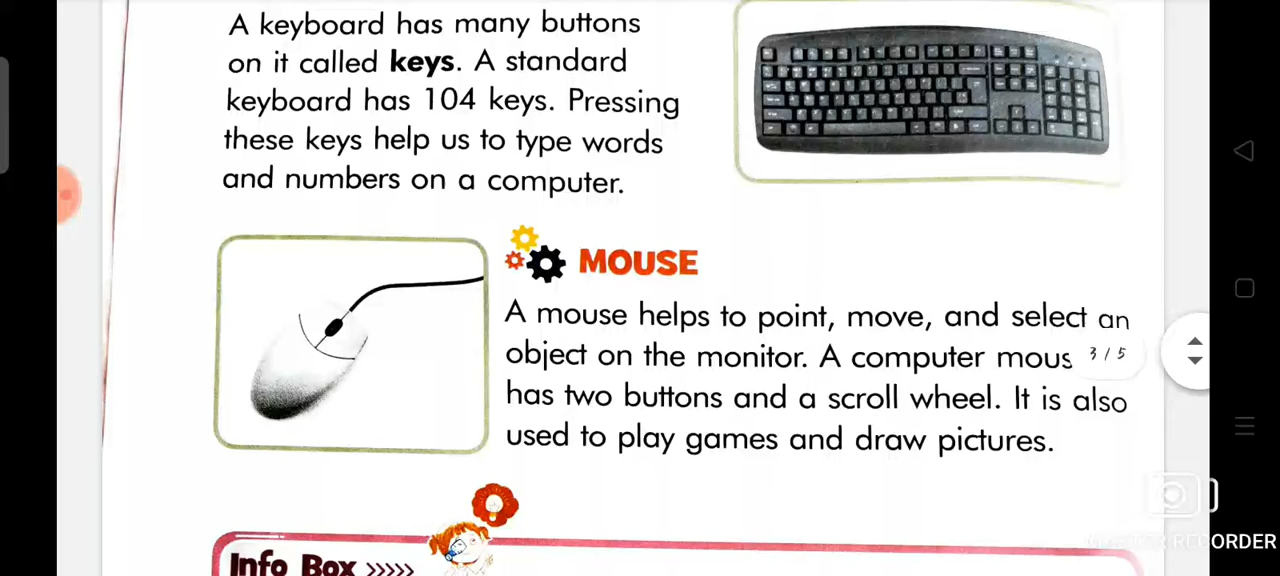 A keyboard has many buttons
on it called keys. A standard
keyboard has 104 keys. Pressing
these keys help us to type words
and numbers on a computer.
MOUSE
A mouse helps to point, move, and select an
object on the monitor. A computer mous
3 / 5
has two buttons and a scroll wheel. It is also
used to play games and draw pictures.
Info Box >>>>>
RECORDER